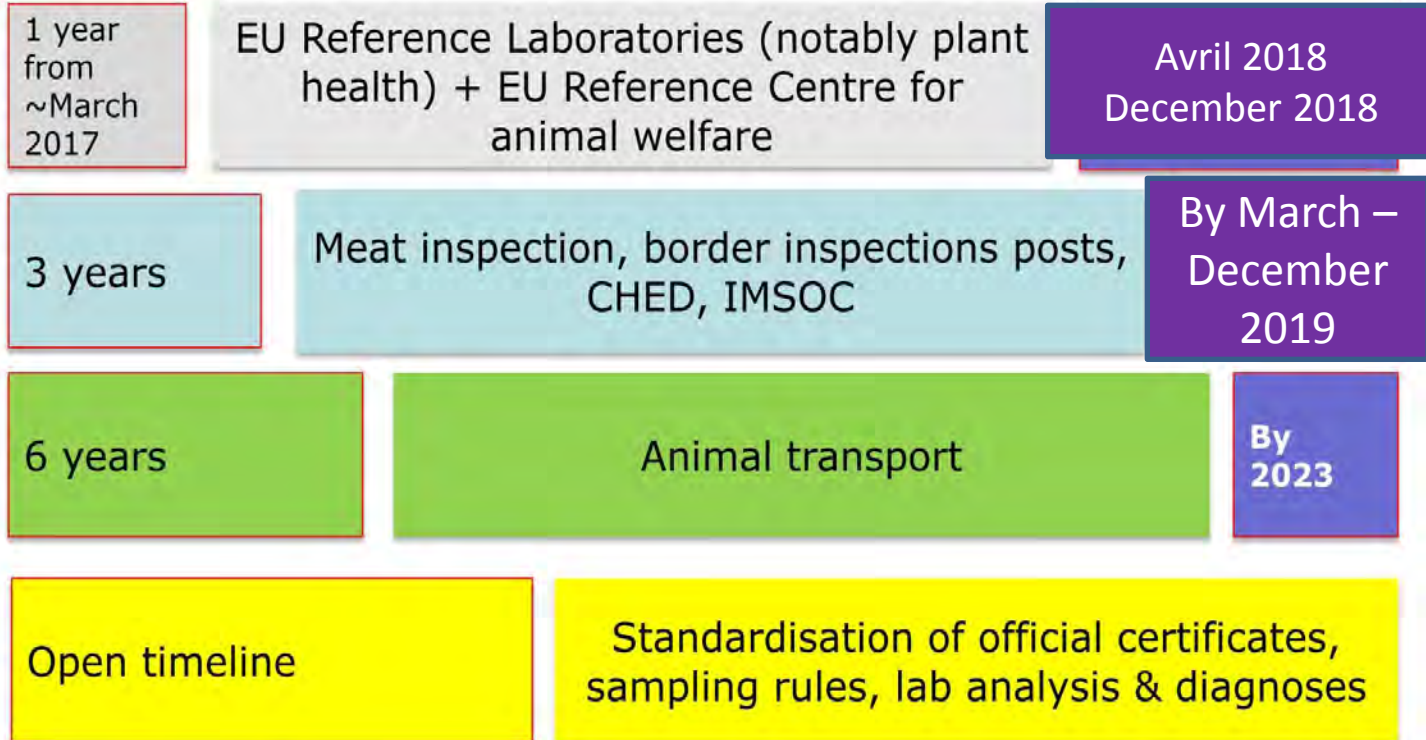 1 year
from
~March
2017
EU Reference Laboratories (notably plant
health) + EU Reference Centre for
animal welfare
Avril 2018
December 2018
3 years
Meat inspection, border inspections posts,
CHED, IMSOC
By March –
December
2019
6 years
Animal transport
By
2023
Open timeline
Standardisation of official certificates,
sampling rules, lab analysis & diagnoses